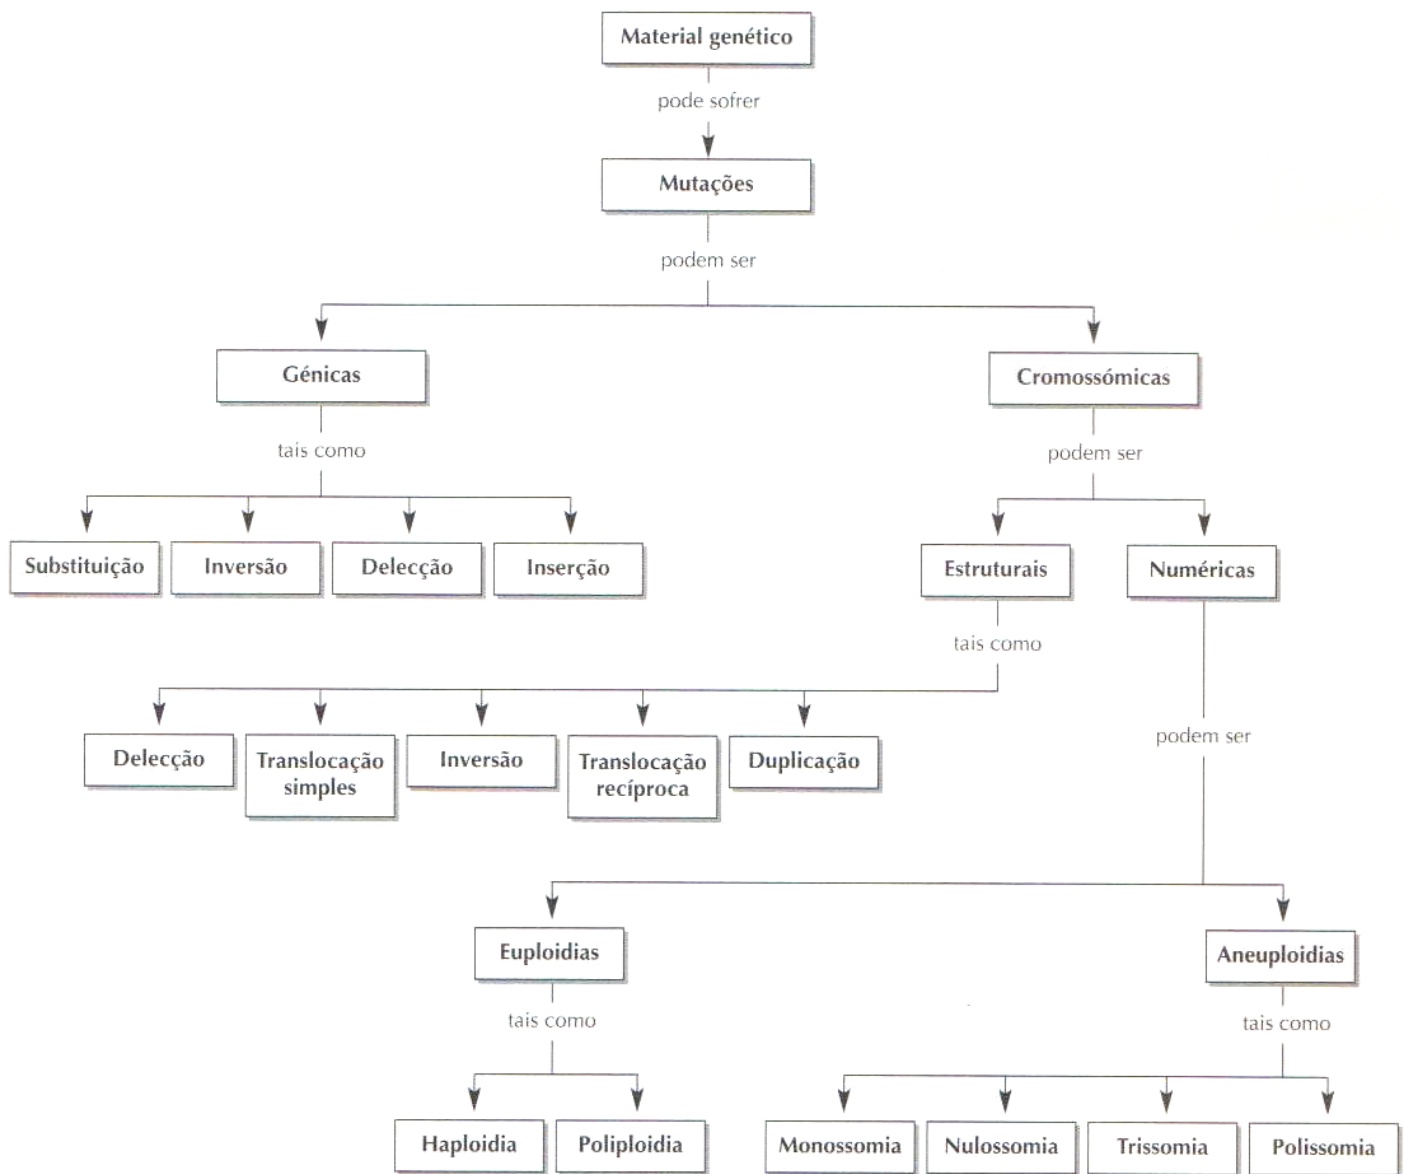 Material genético
pode sofrer
Mutações
podem ser
Génicas
Cromossómicas
tais como
podem ser
Substituição
Inversão
Delecção
Inserção
Estruturais
Numéricas
tais como
Delecção
Translocação
simples
Inversão
Translocação
recíproca
Duplicação
podem ser
Euploidias
Aneuploidias
tais como
tais como
Haploidia
Poliploidia
Monossomia
Nulossomia
Trissomia
Polissomia